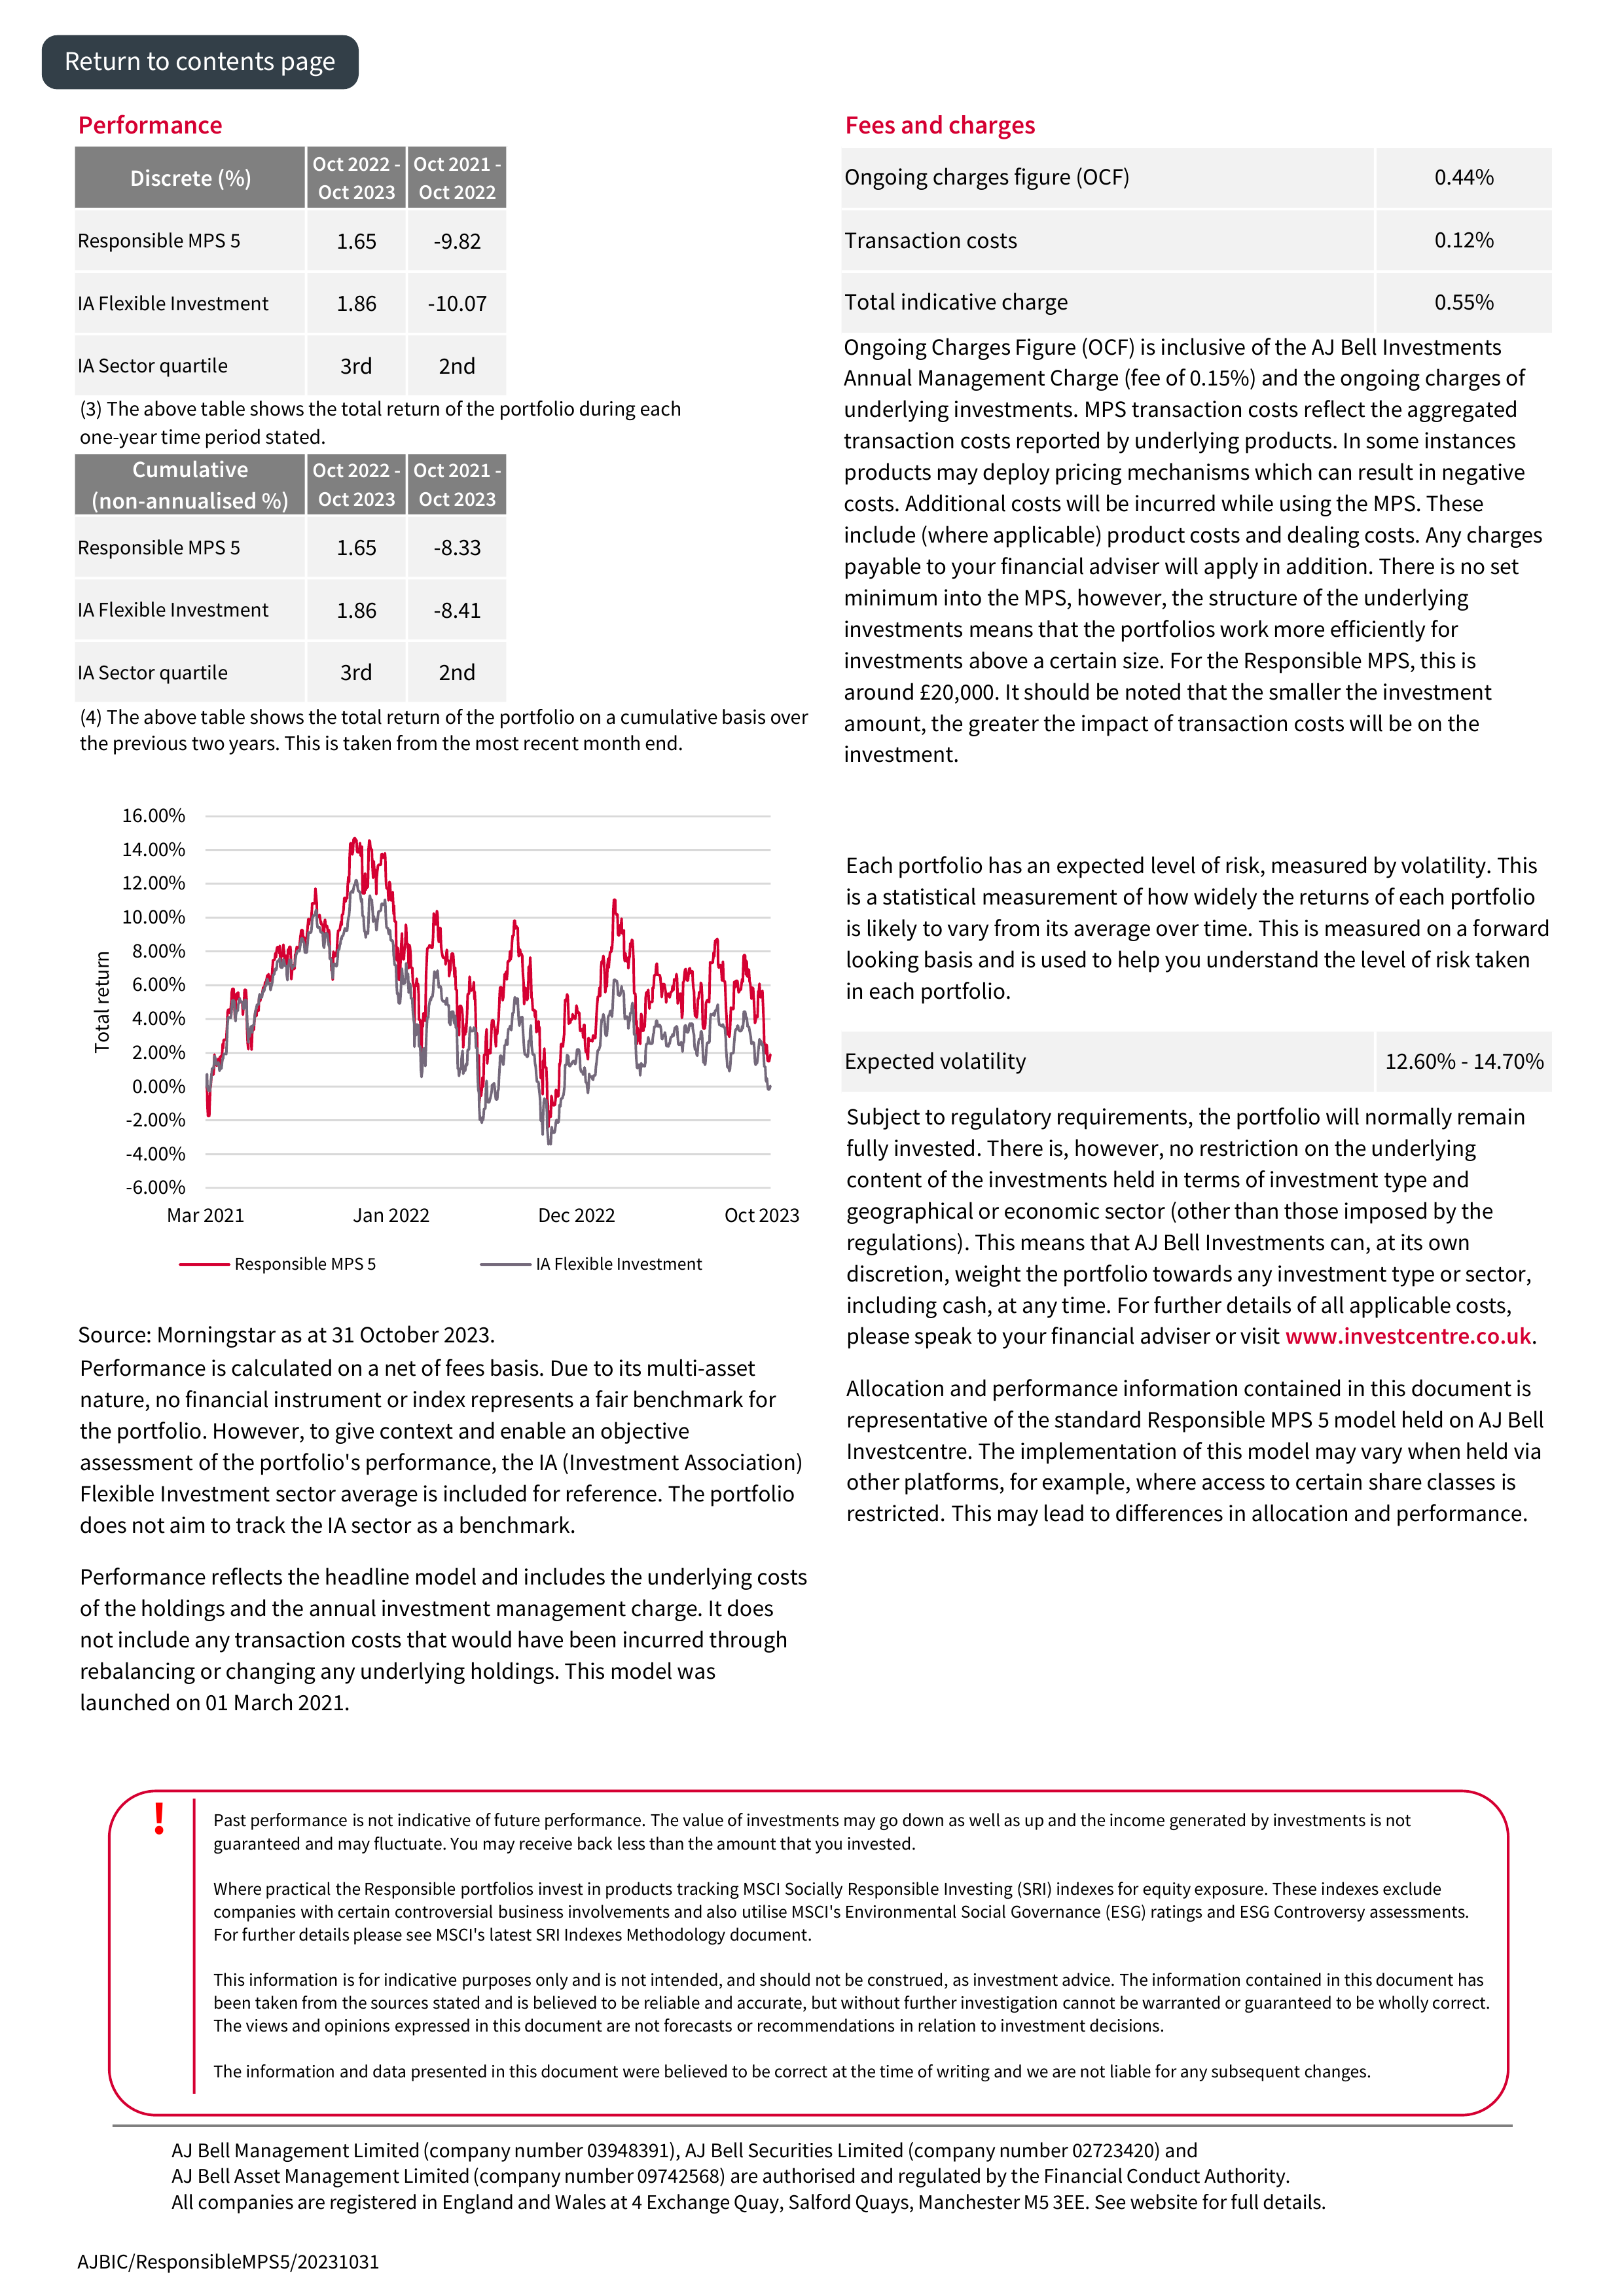 Return to contents page
Performance
Discrete (%)
Oct 2022 -
Oct 2023
Oct 2021 -
Oct 2022
Responsible MPS 5
1.65
-9.82
IA Flexible Investment
1.86
-10.07
IA Sector quartile
3rd
2nd
(3) The above table shows the total return of the portfolio during each
one-year time period stated.
Cumulative
(non-annualised %)
Oct 2022 -
Oct 2023
Oct 2021 -
Oct 2023
Responsible MPS 5
1.65
-8.33
IA Flexible Investment
1.86
-8.41
IA Sector quartile
3rd
2nd
(4) The above table shows the total return of the portfolio on a cumulative basis over
the previous two years. This is taken from the most recent month end.
Total return
16.00%
14.00%
12.00%
10.00%
8.00%
6.00%
4.00%
2.00%
0.00%
-2.00%
-4.00%
-6.00%
Mar 2021
Jan 2022
Dec 2022
Oct 2023
Responsible MPS 5
IA Flexible Investment
Source: Morningstar as at 31 October 2023.
Performance is calculated on a net of fees basis. Due to its multi-asset
nature, no financial instrument or index represents a fair benchmark for
the portfolio. However, to give context and enable an objective
assessment of the portfolio's performance, the IA (Investment Association)
Flexible Investment sector average is included for reference. The portfolio
does not aim to track the IA sector as a benchmark.
Performance reflects the headline model and includes the underlying costs
of the holdings and the annual investment management charge. It does
not include any transaction costs that would have been incurred through
rebalancing or changing any underlying holdings. This model was
launched on 01 March 2021.
Fees and charges
Ongoing charges figure (OCF)
0.44%
Transaction costs
0.12%
Total indicative charge
0.55%
Ongoing Charges Figure (OCF) is inclusive of the AJ Bell Investments
Annual Management Charge (fee of 0.15%) and the ongoing charges of
underlying investments. MPS transaction costs reflect the aggregated
transaction costs reported by underlying products. In some instances
products may deploy pricing mechanisms which can result in negative
costs. Additional costs will be incurred while using the MPS. These
include (where applicable) product costs and dealing costs. Any charges
payable to your financial adviser will apply in addition. There is no set
minimum into the MPS, however, the structure of the underlying
investments means that the portfolios work more efficiently for
investments above a certain size. For the Responsible MPS, this is
around £20,000. It should be noted that the smaller the investment
amount, the greater the impact of transaction costs will be on the
investment.
Each portfolio has an expected level of risk, measured by volatility. This
is a statistical measurement of how widely the returns of each portfolio
is likely to vary from its average over time. This is measured on a forward
looking basis and is used to help you understand the level of risk taken
in each portfolio.
Expected volatility
12.60% - 14.70%
Subject to regulatory requirements, the portfolio will normally remain
fully invested. There is, however, no restriction on the underlying
content of the investments held in terms of investment type and
geographical or economic sector (other than those imposed by the
regulations). This means that AJ Bell Investments can, at its own
discretion, weight the portfolio towards any investment type or sector,
including cash, at any time. For further details of all applicable costs,
please speak to your financial adviser or visit www.investcentre.co.uk.
Allocation and performance information contained in this document is
representative of the standard Responsible MPS 5 model held on AJ Bell
Investcentre. The implementation of this model may vary when held via
other platforms, for example, where access to certain share classes is
restricted. This may lead to differences in allocation and performance.
!
Past performance is not indicative of future performance. The value of investments may go down as well as up and the income generated by investments is not
guaranteed and may fluctuate. You may receive back less than the amount that you invested.
Where practical the Responsible portfolios invest in products tracking MSCI Socially Responsible Investing (SRI) indexes for equity exposure. These indexes exclude
companies with certain controversial business involvements and also utilise MSCI's Environmental Social Governance (ESG) ratings and ESG Controversy assessments.
For further details please see MSCI's latest SRI Indexes Methodology document.
This information is for indicative purposes only and is not intended, and should not be construed, as investment advice. The information contained in this document has
been taken from the sources stated and is believed to be reliable and accurate, but without further investigation cannot be warranted or guaranteed to be wholly correct.
The views and opinions expressed in this document are not forecasts or recommendations in relation to investment decisions.
The information and data presented in this document were believed to be correct at the time of writing and we are not liable for any subsequent changes.
AJ Bell Management Limited (company number 03948391), AJ Bell Securities Limited (company number 02723420) and
AJ Bell Asset Management Limited (company number 09742568) are authorised and regulated by the Financial Conduct Authority.
All companies are registered in England and Wales at 4 Exchange Quay, Salford Quays, Manchester M5 3EE. See website for full details.
AJBIC/ResponsibleMPS5/20231031